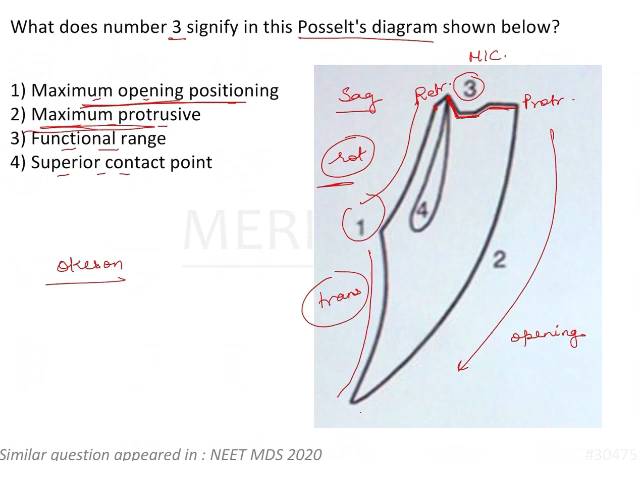 What does number 3 signify in this Posselt's diagram shown below?
MIC.
1) Maximum opening positioning
2) Maximum protrusive
3) Functional range
4) Superior contact point
Sag
Retr.
3
Protr.
rot
1
4
MERI
2
okeson
trans
opening
Similar question appeared in : NEET MDS 2020
#30475